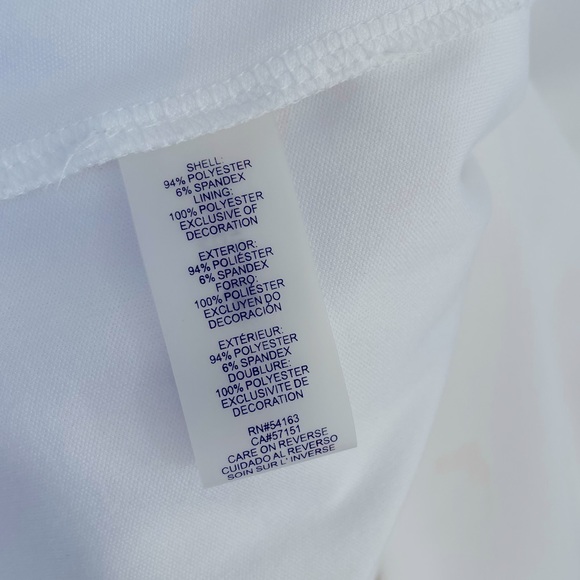 SHELL:
94% POLYESTER
6% SPANDEX
LINING:
100% POLYESTER
EXCLUSIVE OF
DECORATION
EXTERIOR:
94% POLIÉSTER
6% SPANDEX
FORRO:
100% POLIÉSTER
EXCLUYEN DO
DECORACIÓN
EXTÉRIEUR:
94% POLYESTER
6% SPANDEX
DOUBLURE:
100% POLYESTER
EXCLUSIVITE DE
DECORATION
RN#54163
CA#57151
CARE ON REVERSE
CUIDADO AL REVERSO
SOIN SUR L' INVERSE